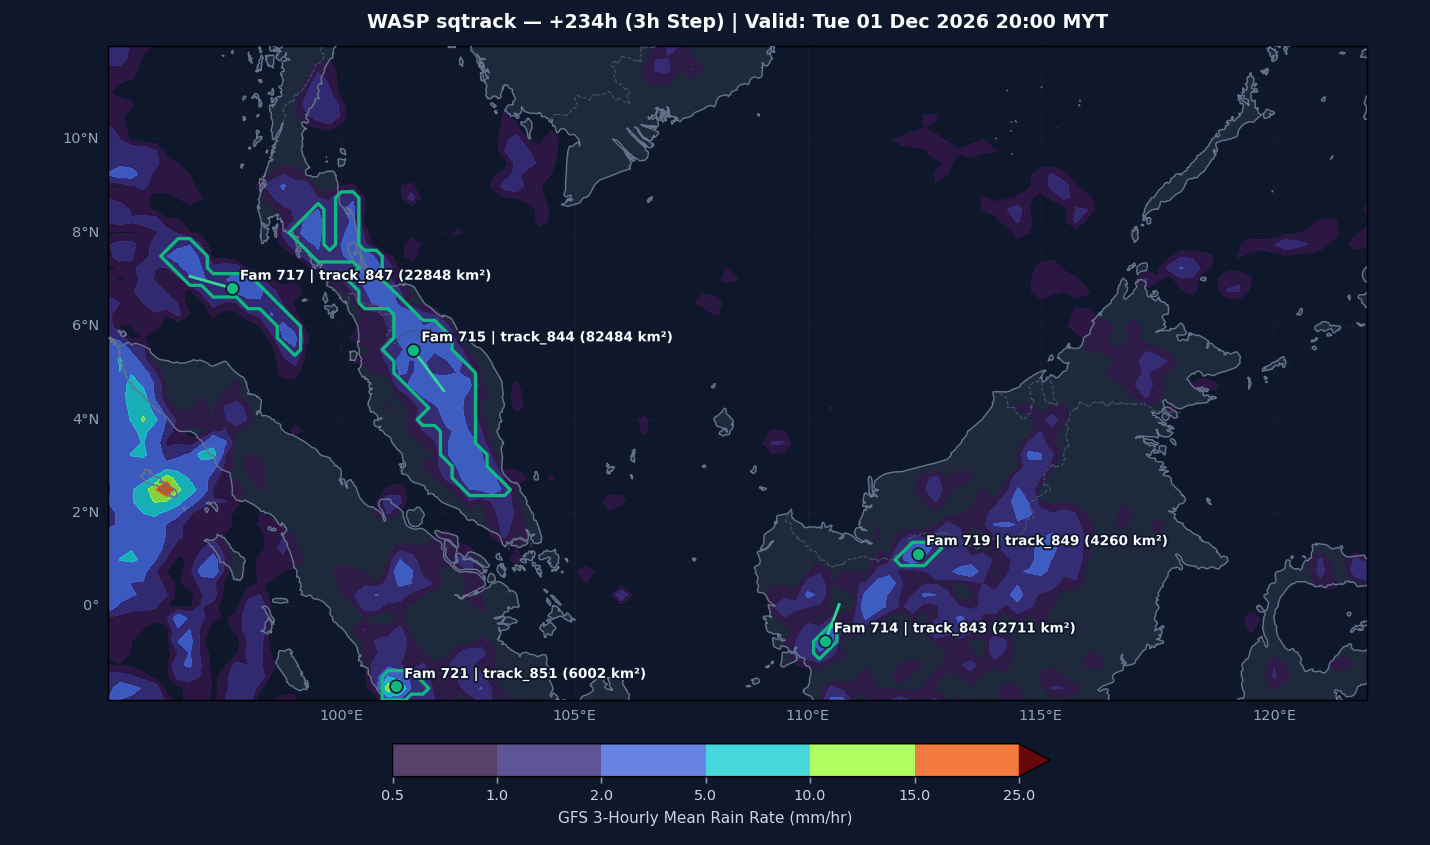 WASP sqtrack — +234h (3h Step) | Valid: Tue 01 Dec 2026 20:00 MYT
10°N
8°N
Fam 717 | track_847 (22848 km²)
6°N
Fam 715 | track_844 (82484 km²)
4°N
2°N
Fam 719 | track_849 (4260 km²)
0°
Fam 714 | track_843 (2711 km²)
Fam 721 | track_851 (6002 km²)
100°E 105°E 110°E 115°E 120°E
0.5 1.0 2.0 5.0 10.0 15.0 25.0
GFS 3-Hourly Mean Rain Rate (mm/hr)